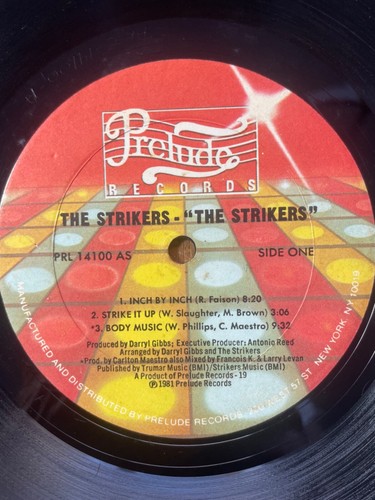 Prelude
RECORDS
THE STRIKERS - "THE STRIKERS"
PRL 14100 AS
SIDE ONE
1. INCH BY INCH (R. Faison) 8:20
2. STRIKE IT UP (W. Slaughter, M. Brown) 3:06
*3. BODY MUSIC (W. Phillips, C. Maestro) 9:32
Produced by Darryl Gibbs; Executive Producer: Antonio Reed
Arranged by Darryl Gibbs and The Strikers
*Prod. by Carlton Maestro also Mixed by Francois K. & Larry Levan
Published by Trumar Music (BMI) / Strikers Music (BMI)
A Product of Prelude Records - 19
Ⓟ 1981 Prelude Records
MANUFACTURED AND DISTRIBUTED BY PRELUDE RECORDS, WEST 57 ST. NEW YORK, NY 10019